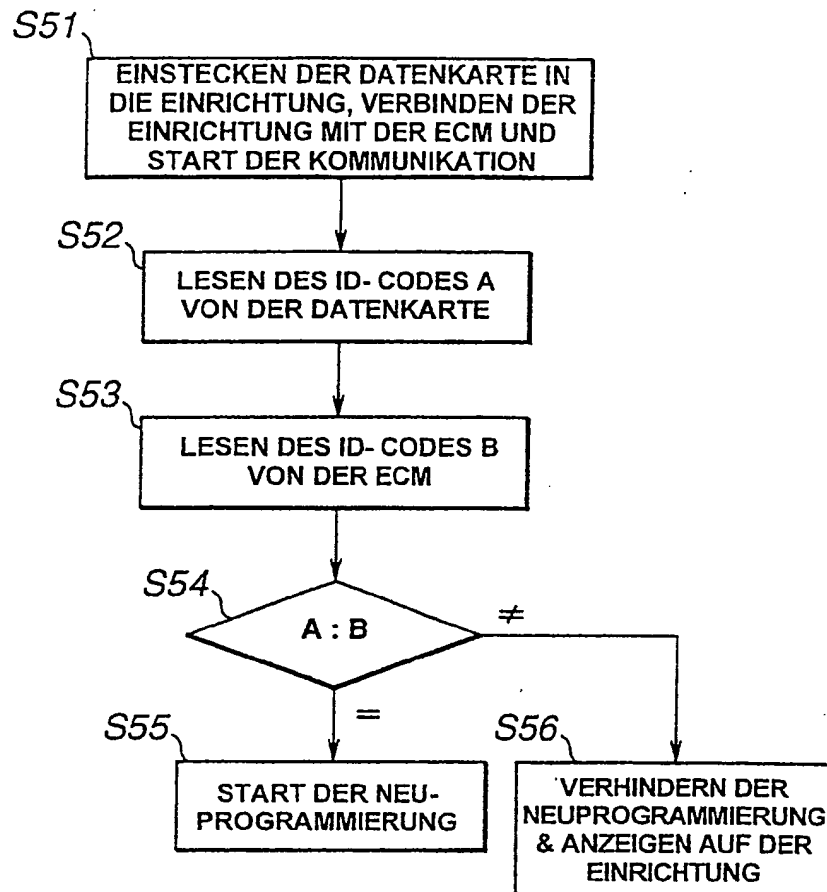 S51
EINSTECKEN DER DATENKARTE IN
DIE EINRICHTUNG, VERBINDEN DER
EINRICHTUNG MIT DER ECM UND
START DER KOMMUNIKATION
S52
LESEN DES ID- CODES A
VON DER DATENKARTE
S53
LESEN DES ID- CODES B
VON DER ECM
S54
A : B
≠
=
S55
START DER NEU-
PROGRAMMIERUNG
S56
VERHINDERN DER
NEUPROGRAMMIERUNG
& ANZEIGEN AUF DER
EINRICHTUNG